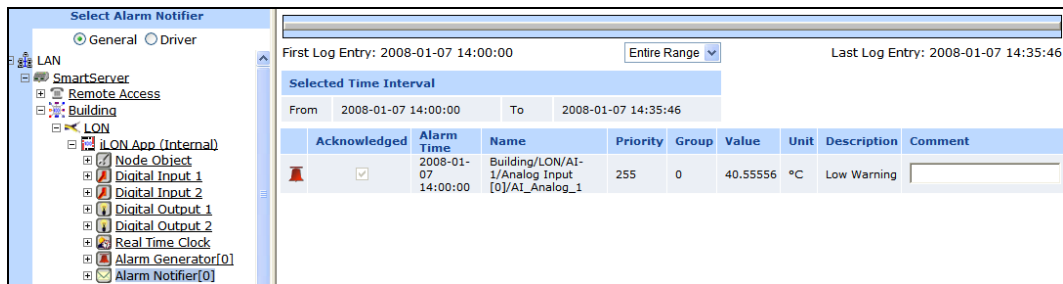 Select Alarm Notifier
General Driver
LAN
SmartServer
Remote Access
Building
LON
iLON App (Internal)
Node Object
Digital Input 1
Digital Input 2
Digital Output 1
Digital Output 2
Real Time Clock
Alarm Generator[0]
Alarm Notifier[0]
First Log Entry: 2008-01-07 14:00:00 Entire Range Last Log Entry: 2008-01-07 14:35:46
Selected Time Interval
From 2008-01-07 14:00:00 To 2008-01-07 14:35:46
Acknowledged Alarm Time Name Priority Group Value Unit Description Comment
2008-01-
07
14:00:00
Building/LON/AI-
1/Analog Input
[0]/AI_Analog_1
255 0 40.55556 °C Low Warning